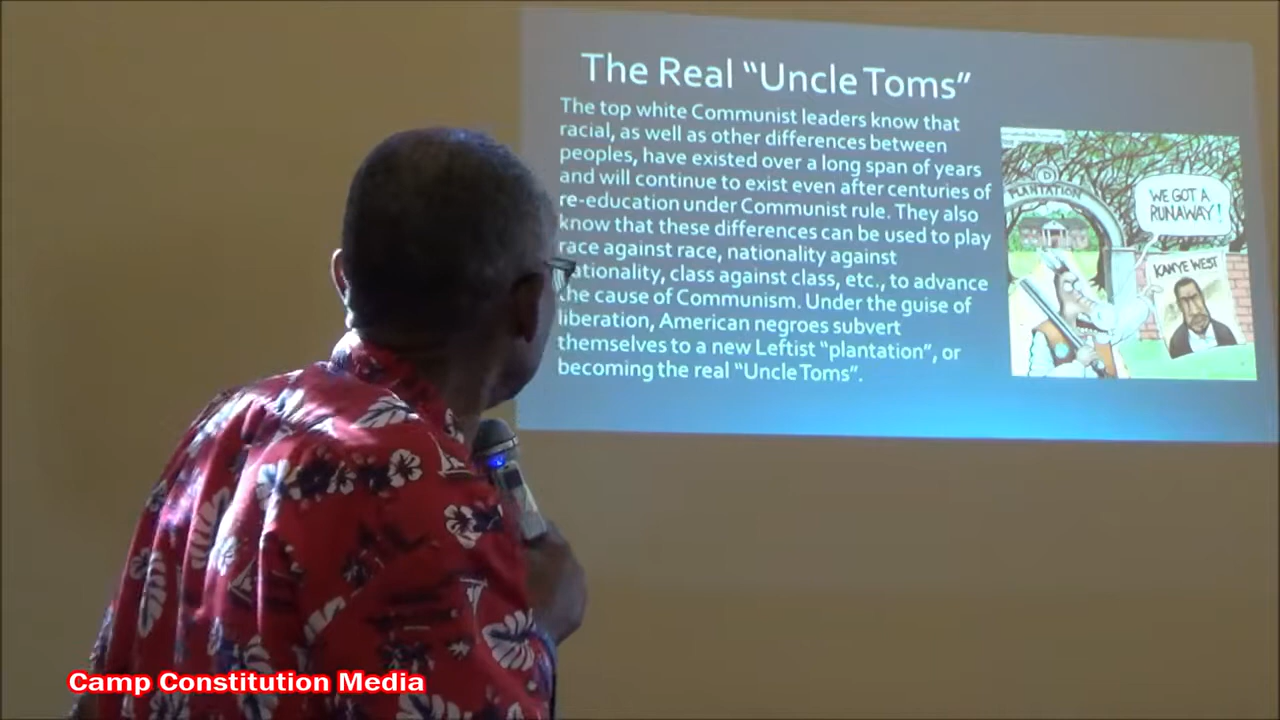 The Real “Uncle Toms”
The top white Communist leaders know that
racial, as well as other differences between
peoples, have existed over a long span of years
and will continue to exist even after centuries of
re-education under Communist rule. They also
know that these differences can be used to play
race against race, nationality against
ationality, class against class, etc., to advance
the cause of Communism. Under the guise of
liberation, American negroes subvert
themselves to a new Leftist “plantation”, or
becoming the real “Uncle Toms”.
D
PLANTATION
WE GOT A
RUNAWAY!
KANYE WEST
Camp Constitution Media